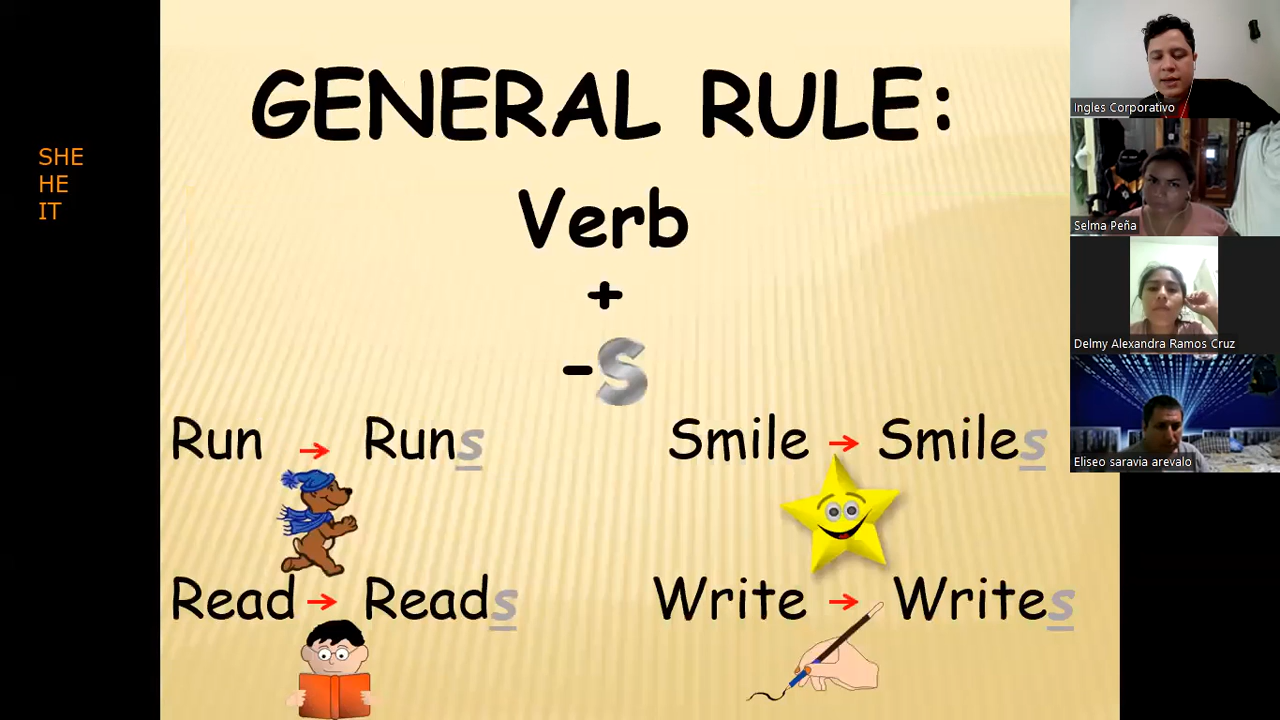 GENERAL RULE:
Verb
+
-s
Run → Runs
Smile → Smiles
Read → Reads
Write → Writes
SHE
HE
IT
Ingles Corporativo
Selma Peña
Delmy Alexandra Ramos Cruz
Eliseo saravia arevalo